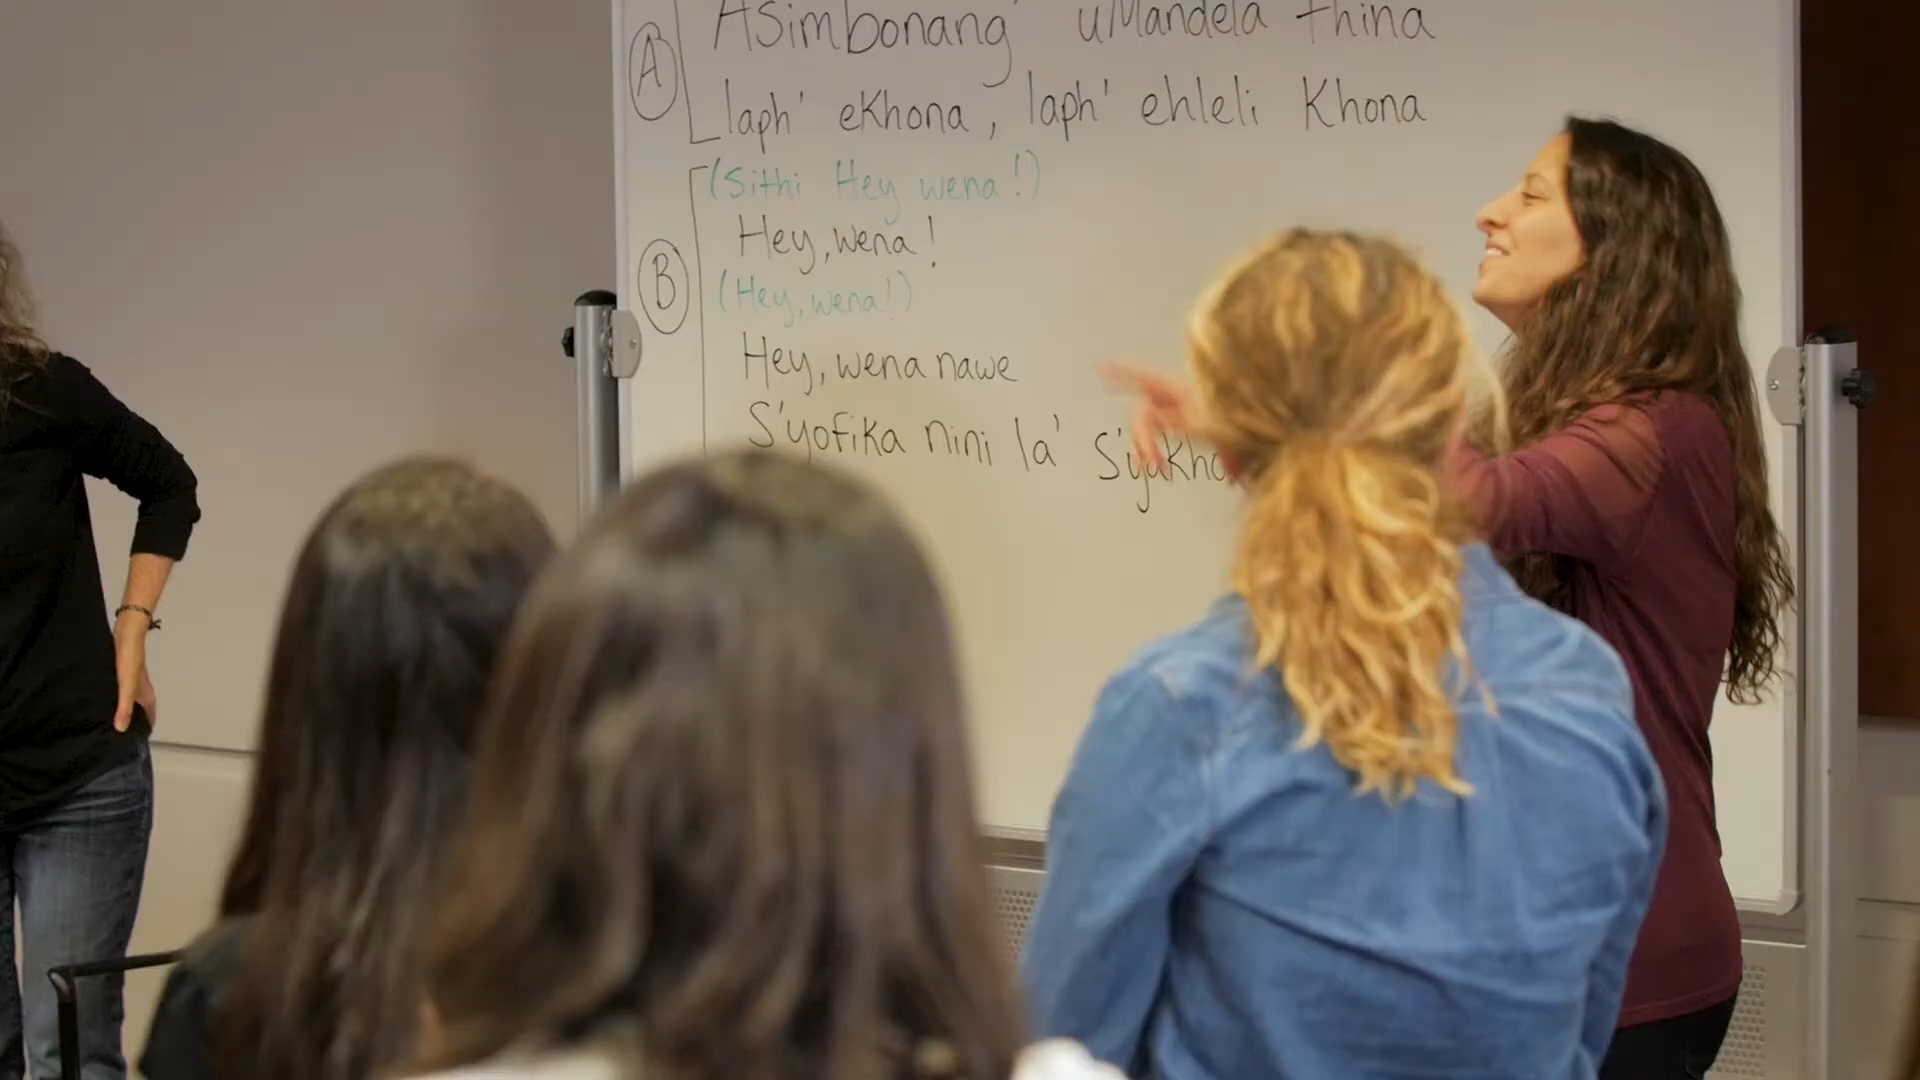 Asimbonang' uMandela thina
A
laph' eKhona, laph' ehleli Khona
(Sithi Hey wena!)
Hey, wena!
B
(Hey, wena!)
Hey, wena nawe
S'yofika nini la'